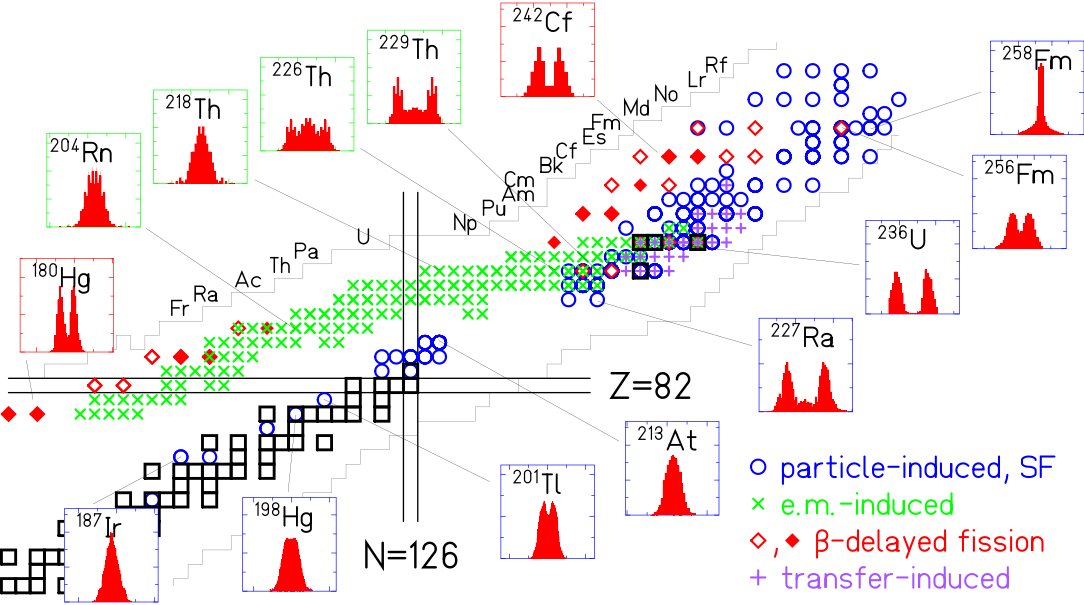 242Cf
229Th
226Th
218Th
204Rn
180Hg
258Fm
256Fm
236U
227Ra
213At
201Tl
198Hg
187Ir
Rf
Lr
No
Md
Fm
Es
Cf
Bk
Cm
Am
Pu
Np
U
Pa
Th
Ac
Ra
Fr
Z=82
N=126
particle-induced, SF
e.m.-induced
, β-delayed fission
transfer-induced